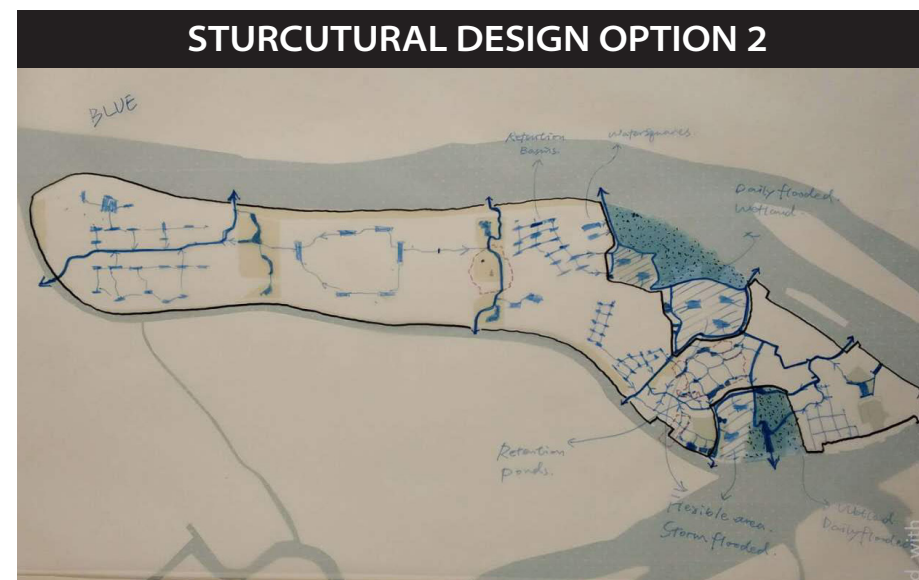 STURCUTURAL DESIGN OPTION 2
BLUE
Retention
Basins
Watersquares
Daily flooded
Wetland
Retention
ponds.
Flexible area.
Storm flooded.
Wetland
Daily flooded